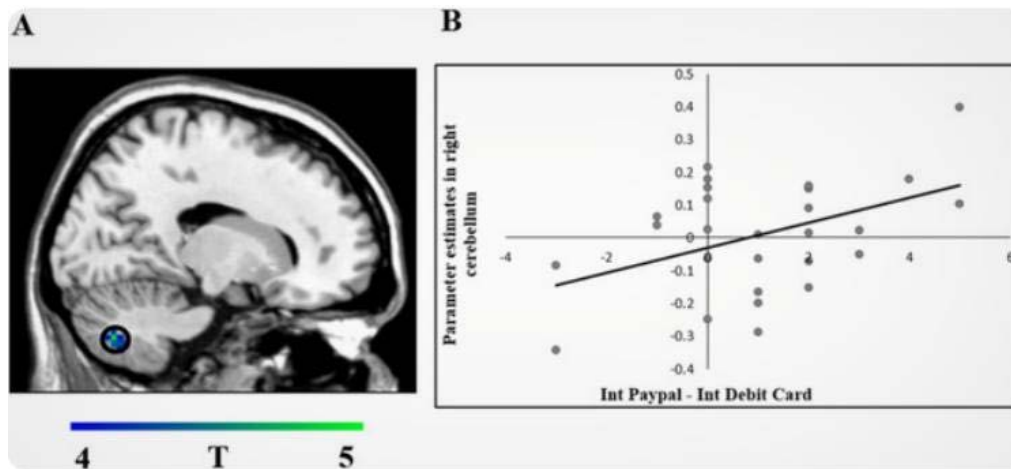 A
B
Parameter estimates in right
cerebellum
0.5
0.4
0.3
0.2
0.1
0
-0.1
-0.2
-0.3
-0.4
-4
-2
0
2
4
6
Int Paypal - Int Debit Card
4 T 5